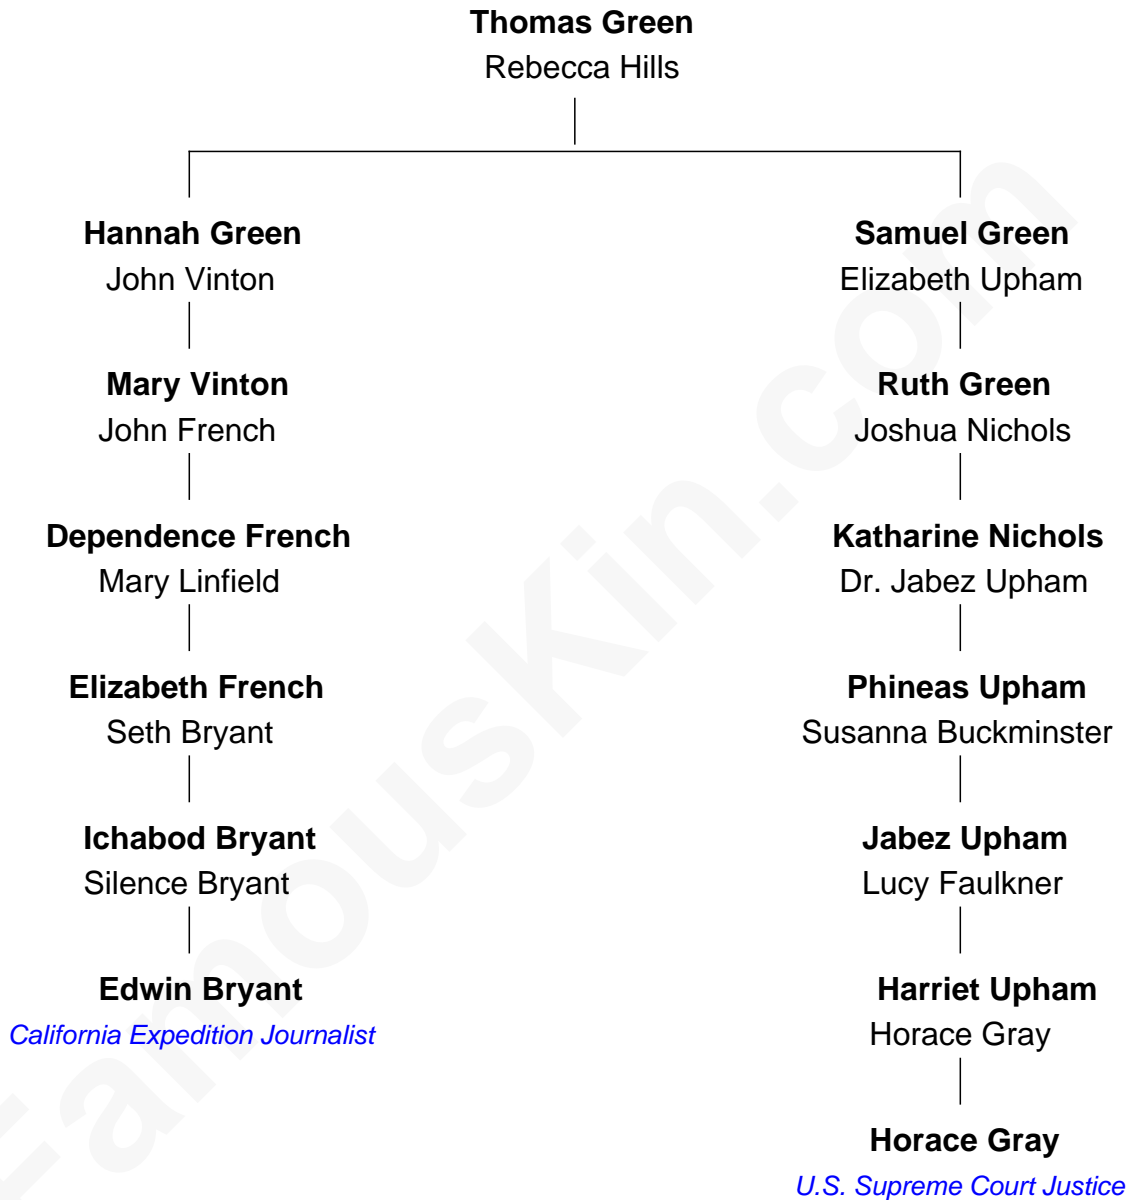 Thomas Green
Rebecca Hills
Hannah Green
John Vinton
Mary Vinton
John French
Dependence French
Mary Linfield
Elizabeth French
Seth Bryant
Ichabod Bryant
Silence Bryant
Edwin Bryant
California Expedition Journalist
Samuel Green
Elizabeth Upham
Ruth Green
Joshua Nichols
Katharine Nichols
Dr. Jabez Upham
Phineas Upham
Susanna Buckminster
Jabez Upham
Lucy Faulkner
Harriet Upham
Horace Gray
Horace Gray
U.S. Supreme Court Justice
FamousKin.com